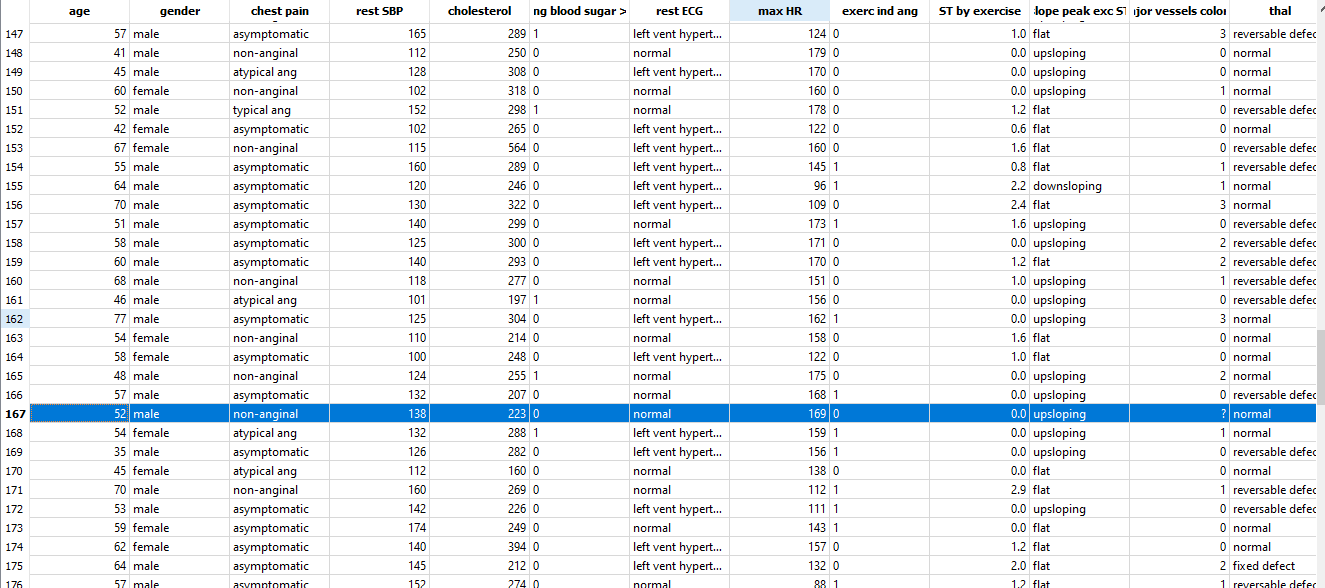 age gender chest pain rest SBP cholesterol ng blood sugar > rest ECG max HR exerc ind ang ST by exercise lope peak exc ST jor vessels color thal
147 57 male asymptomatic 165 289 1 left vent hypert... 124 0 1.0 flat 3 reversable defec
148 41 male non-anginal 112 250 0 normal 179 0 0.0 upsloping 0 normal
149 45 male atypical ang 128 308 0 left vent hypert... 170 0 0.0 upsloping 0 normal
150 60 female non-anginal 102 318 0 normal 160 0 0.0 upsloping 1 normal
151 52 male typical ang 152 298 1 normal 178 0 1.2 flat 0 reversable defec
152 42 female asymptomatic 102 265 0 left vent hypert... 122 0 0.6 flat 0 normal
153 67 female non-anginal 115 564 0 left vent hypert... 160 0 1.6 flat 0 reversable defec
154 55 male asymptomatic 160 289 0 left vent hypert... 145 1 0.8 flat 1 reversable defec
155 64 male asymptomatic 120 246 0 left vent hypert... 96 1 2.2 downsloping 1 normal
156 70 male asymptomatic 130 322 0 left vent hypert... 109 0 2.4 flat 3 normal
157 51 male asymptomatic 140 299 0 normal 173 1 1.6 upsloping 0 reversable defec
158 58 male asymptomatic 125 300 0 left vent hypert... 171 0 0.0 upsloping 2 reversable defec
159 60 male asymptomatic 140 293 0 left vent hypert... 170 0 1.2 flat 2 reversable defec
160 68 male non-anginal 118 277 0 normal 151 0 1.0 upsloping 1 reversable defec
161 46 male atypical ang 101 197 1 normal 156 0 0.0 upsloping 0 reversable defec
162 77 male asymptomatic 125 304 0 left vent hypert... 162 1 0.0 upsloping 3 normal
163 54 female non-anginal 110 214 0 normal 158 0 1.6 flat 0 normal
164 58 female asymptomatic 100 248 0 left vent hypert... 122 0 1.0 flat 0 normal
165 48 male non-anginal 124 255 1 normal 175 0 0.0 upsloping 2 normal
166 57 male asymptomatic 132 207 0 normal 168 1 0.0 upsloping 0 reversable defec
167 52 male non-anginal 138 223 0 normal 169 0 0.0 upsloping ? normal
168 54 female atypical ang 132 288 1 left vent hypert... 159 1 0.0 upsloping 1 normal
169 35 male asymptomatic 126 282 0 left vent hypert... 156 1 0.0 upsloping 0 reversable defec
170 45 female atypical ang 112 160 0 normal 138 0 0.0 flat 0 normal
171 70 male non-anginal 160 269 0 normal 112 1 2.9 flat 1 reversable defec
172 53 male asymptomatic 142 226 0 left vent hypert... 111 1 0.0 upsloping 0 reversable defec
173 59 female asymptomatic 174 249 0 normal 143 1 0.0 flat 0 normal
174 62 female asymptomatic 140 394 0 left vent hypert... 157 0 1.2 flat 0 normal
175 64 male asymptomatic 145 212 0 left vent hypert... 132 0 2.0 flat 2 fixed defect
176 57 male asymptomatic 152 274 0 normal 88 1 1.2 flat 1 reversable defec